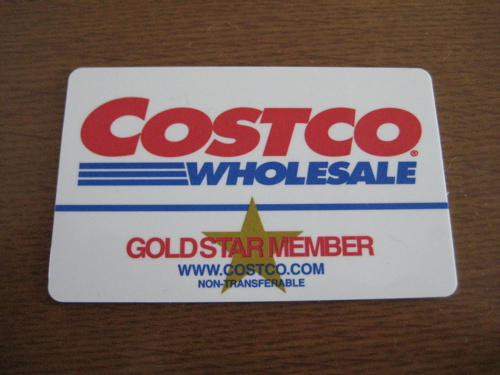 COSTCO®
WHOLESALE
GOLD STAR MEMBER
WWW.COSTCO.COM
NON-TRANSFERABLE